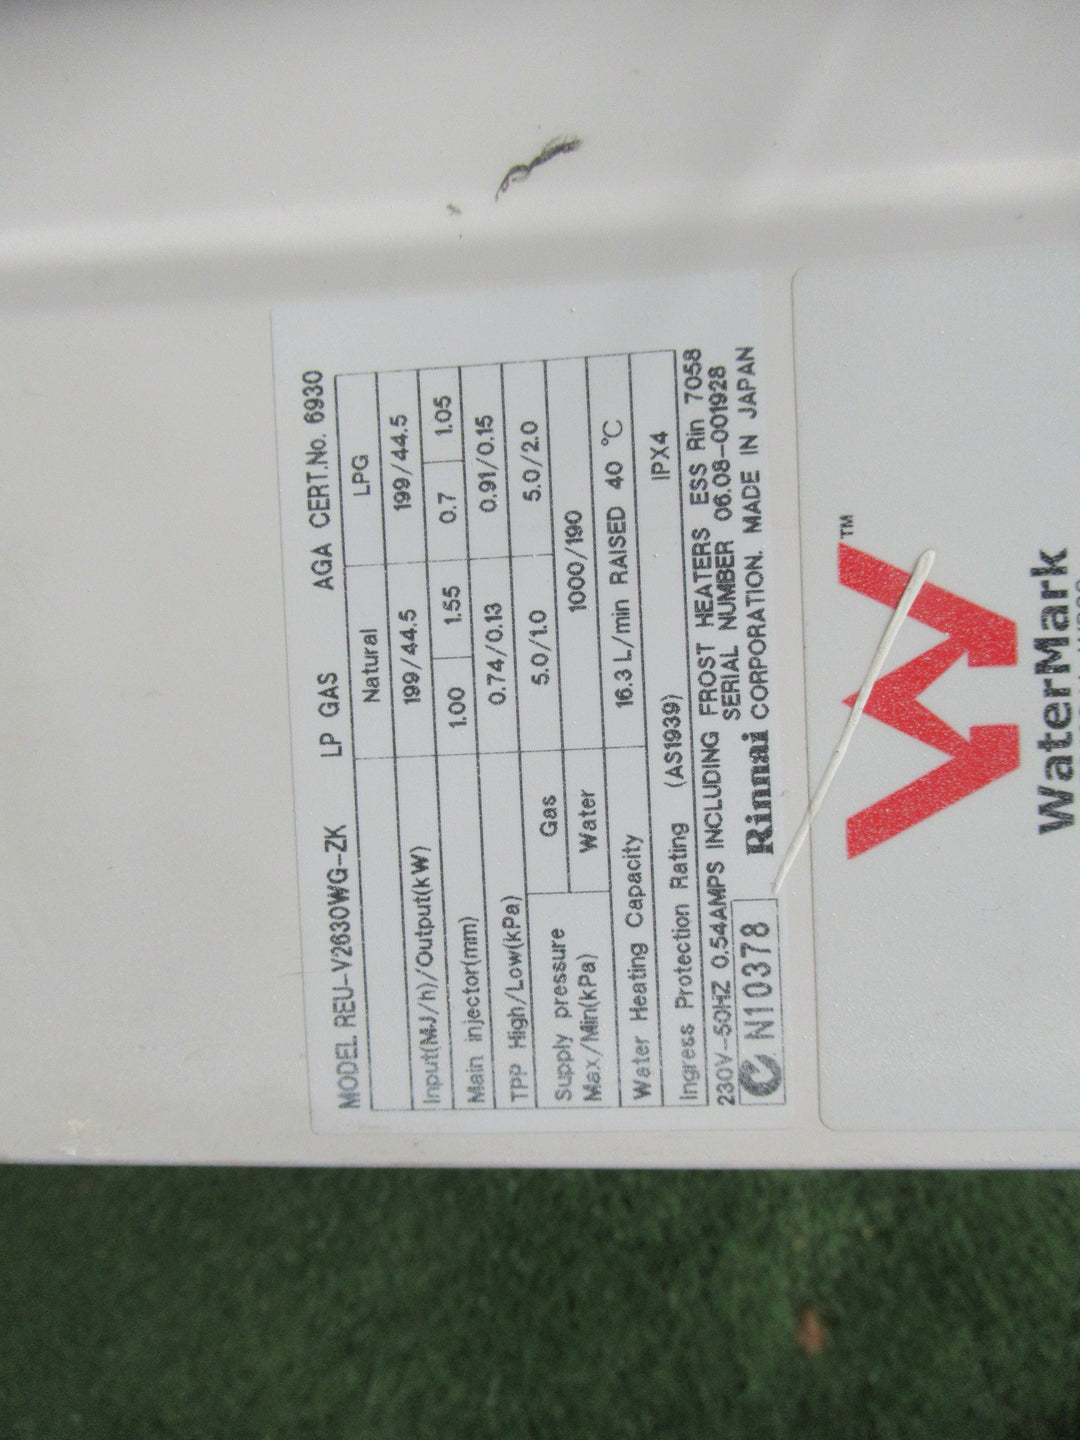 MODEL REU-V2630WG-ZK LP GAS AGA CERT.No. 6930
Natural LPG
Input(MJ/h)/Output(kW) 199/44.5 199/44.5
Main injector(mm) 1.00 1.55 0.7 1.05
TPP High/Low(kPa) 0.74/0.13 0.91/0.15
Supply pressure Max/Min(kPa) Gas 5.0/1.0 5.0/2.0
Water 1000/190
Water Heating Capacity 16.3 L/min RAISED 40 °C
Ingress Protection Rating (AS1939) IPX4
230V-50HZ 0.54AMPS INCLUDING FROST HEATERS ESS Rin 7058
N10378 SERIAL NUMBER 06.08-001928
Rinnai CORPORATION. MADE IN JAPAN
TM
WaterMark